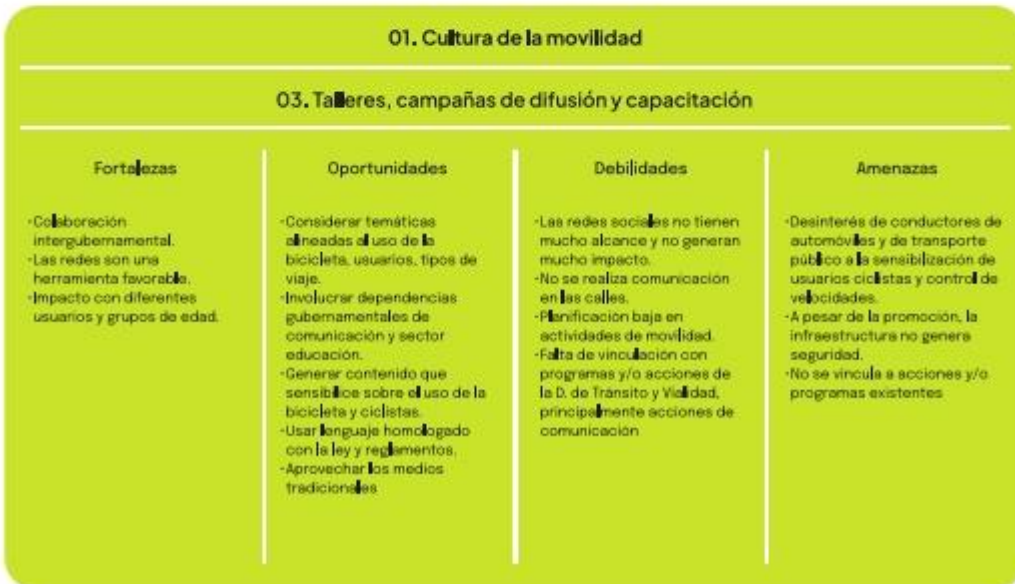 01. Cultura de la movilidad
03. Talleres, campañas de difusión y capacitación
Fortalezas
-Colaboración
intergubernamental.
-Las redes son una
herramienta favorable.
-Impacto con diferentes
usuarios y grupos de edad.
Oportunidades
-Considerar temáticas
alineadas al uso de la
bicicleta, usuarios, tipos de
viaje.
-Involucrar dependencias
gubernamentales de
comunicación y sector
educación.
-Generar contenido que
sensibilice sobre el uso de la
bicicleta y ciclistas.
-Usar lenguaje homologado
con la ley y reglamentos.
-Aprovechar los medios
tradicionales
Debilidades
-Las redes sociales no tienen
mucho alcance y no generan
mucho impacto.
-No se realiza comunicación
en las calles.
-Planificación baja en
actividades de movilidad.
-Falta de vinculación con
programas y/o acciones de
la D. de Tránsito y Vialidad,
principalmente acciones de
comunicación
Amenazas
-Desinterés de conductores de
automóviles y de transporte
público a la sensibilización de
usuarios ciclistas y control de
velocidades.
-A pesar de la promoción, la
infraestructura no genera
seguridad.
-No se vincula a acciones y/o
programas existentes